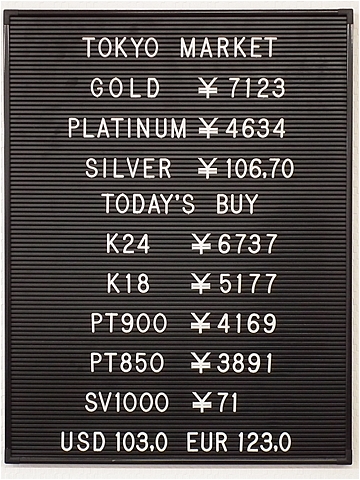 TOKYO MARKET
GOLD ¥7123
PLATINUM ¥4634
SILVER ¥106.70
TODAY'S BUY
K24 ¥6737
K18 ¥5177
PT900 ¥4169
PT850 ¥3891
SV1000 ¥71
USD 103.0 EUR 123.0